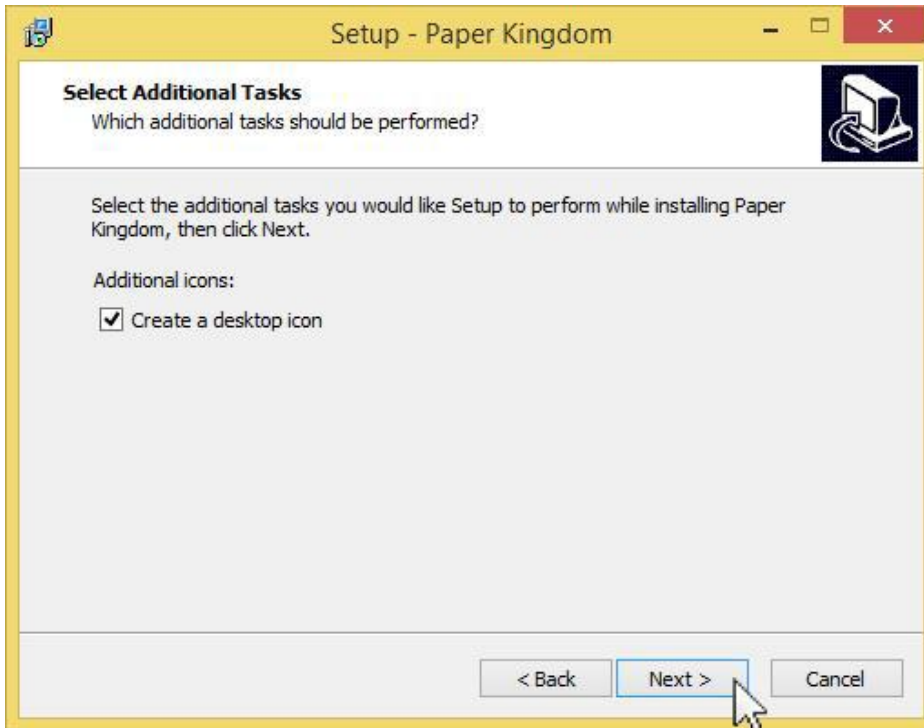 Setup - Paper Kingdom
Select Additional Tasks
Which additional tasks should be performed?
Select the additional tasks you would like Setup to perform while installing Paper
Kingdom, then click Next.
Additional icons:
Create a desktop icon
< Back
Next >
Cancel